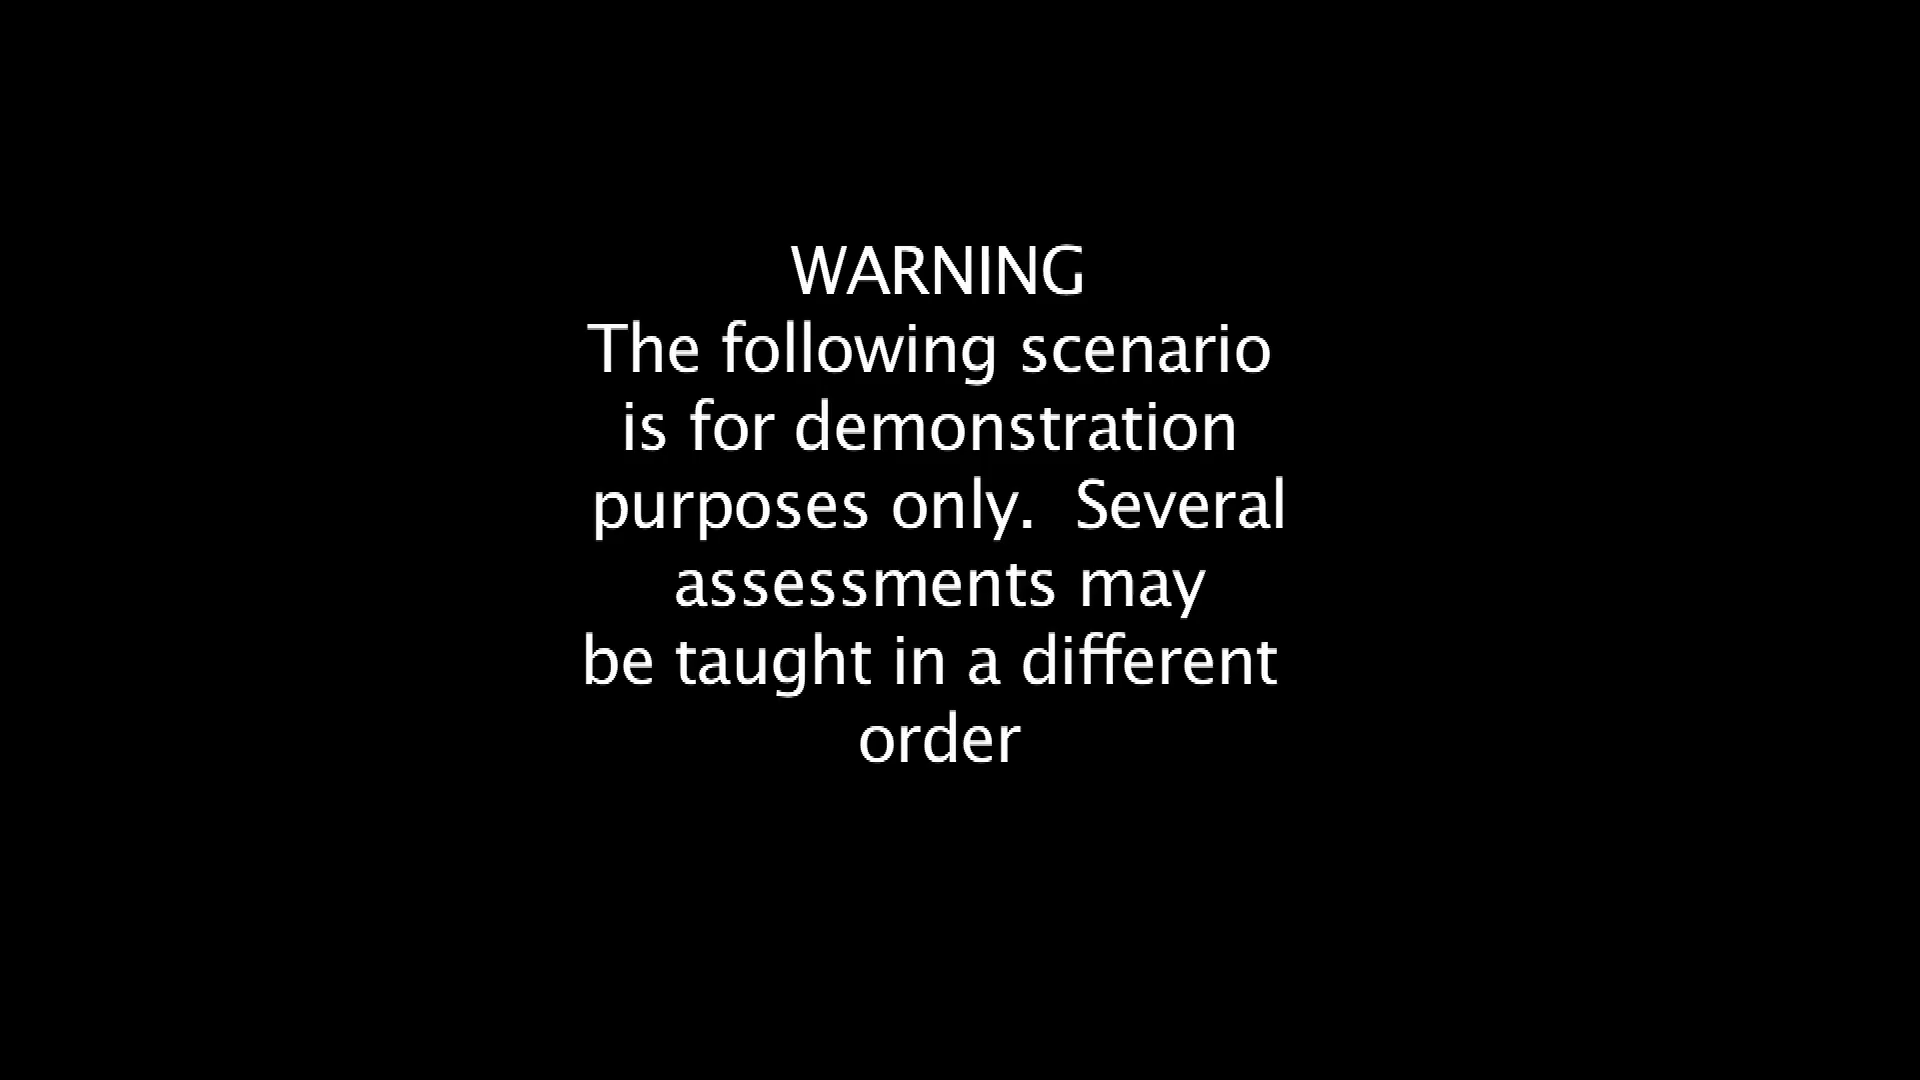 WARNING
The following scenario
is for demonstration
purposes only.  Several
assessments may
be taught in a different
order